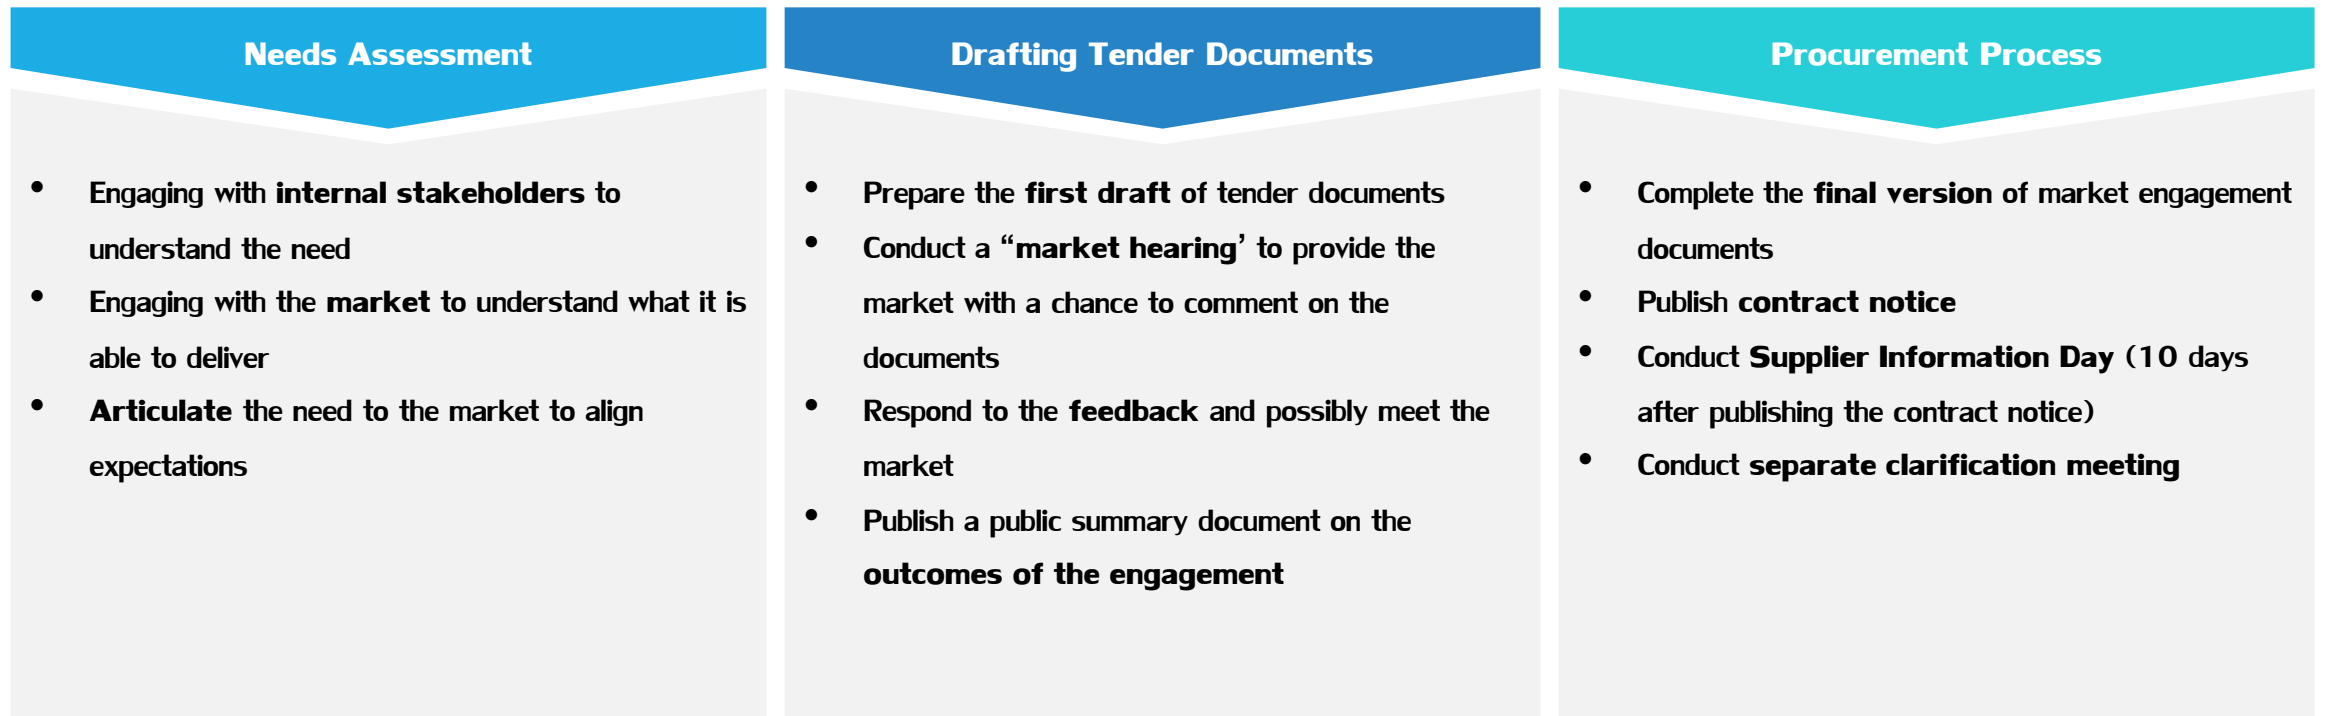 Needs Assessment
• Engaging with internal stakeholders to
understand the need
• Engaging with the market to understand what it is
able to deliver
• Articulate the need to the market to align
expectations
Drafting Tender Documents
• Prepare the first draft of tender documents
• Conduct a “market hearing’ to provide the
market with a chance to comment on the
documents
• Respond to the feedback and possibly meet the
market
• Publish a public summary document on the
outcomes of the engagement
Procurement Process
• Complete the final version of market engagement
documents
• Publish contract notice
• Conduct Supplier Information Day (10 days
after publishing the contract notice)
• Conduct separate clarification meeting